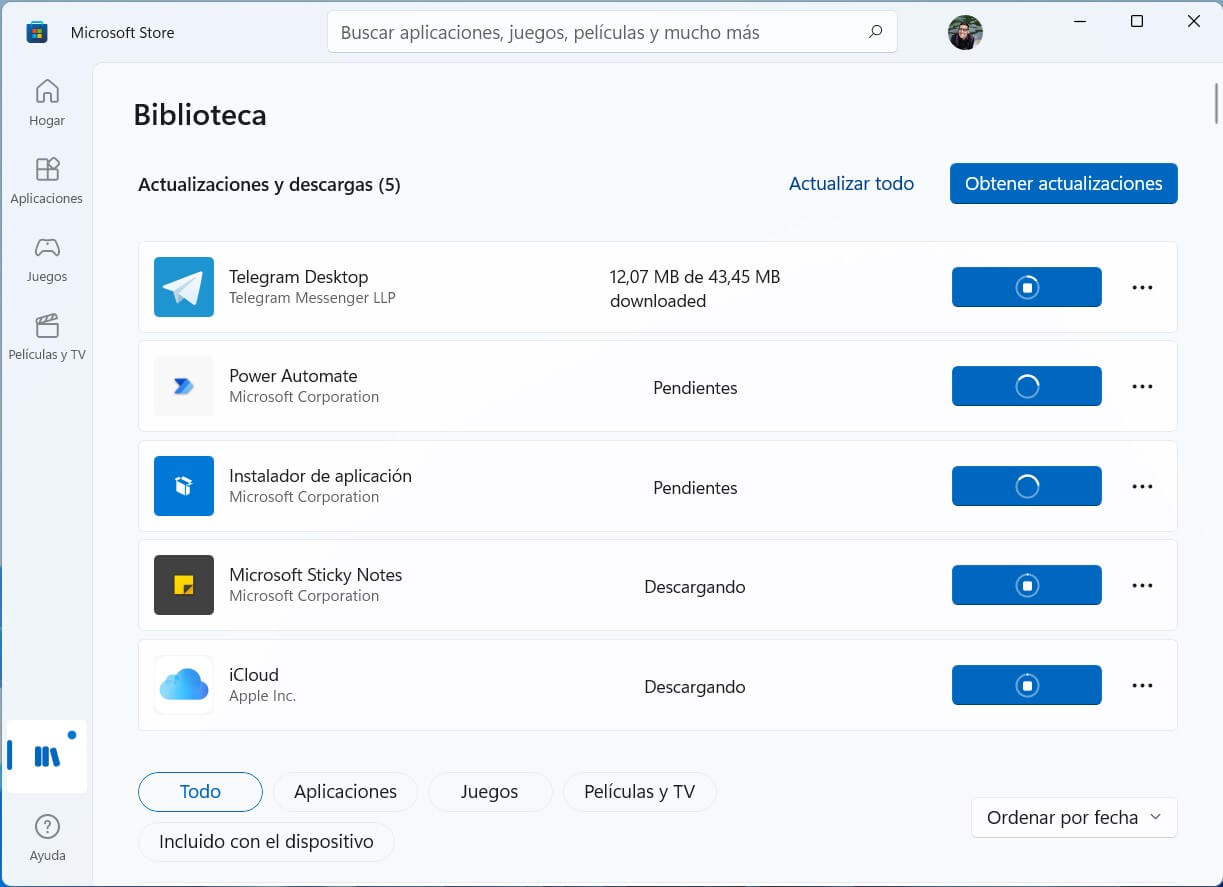 Microsoft Store
Buscar aplicaciones, juegos, películas y mucho más
Hogar
Aplicaciones
Juegos
Películas y TV
Ayuda
Biblioteca
Actualizaciones y descargas (5)
Actualizar todo
Obtener actualizaciones
Telegram Desktop
Telegram Messenger LLP
12,07 MB de 43,45 MB
downloaded
Power Automate
Microsoft Corporation
Pendientes
Instalador de aplicación
Microsoft Corporation
Pendientes
Microsoft Sticky Notes
Microsoft Corporation
Descargando
iCloud
Apple Inc.
Descargando
Todo
Aplicaciones
Juegos
Películas y TV
Incluido con el dispositivo
Ordenar por fecha